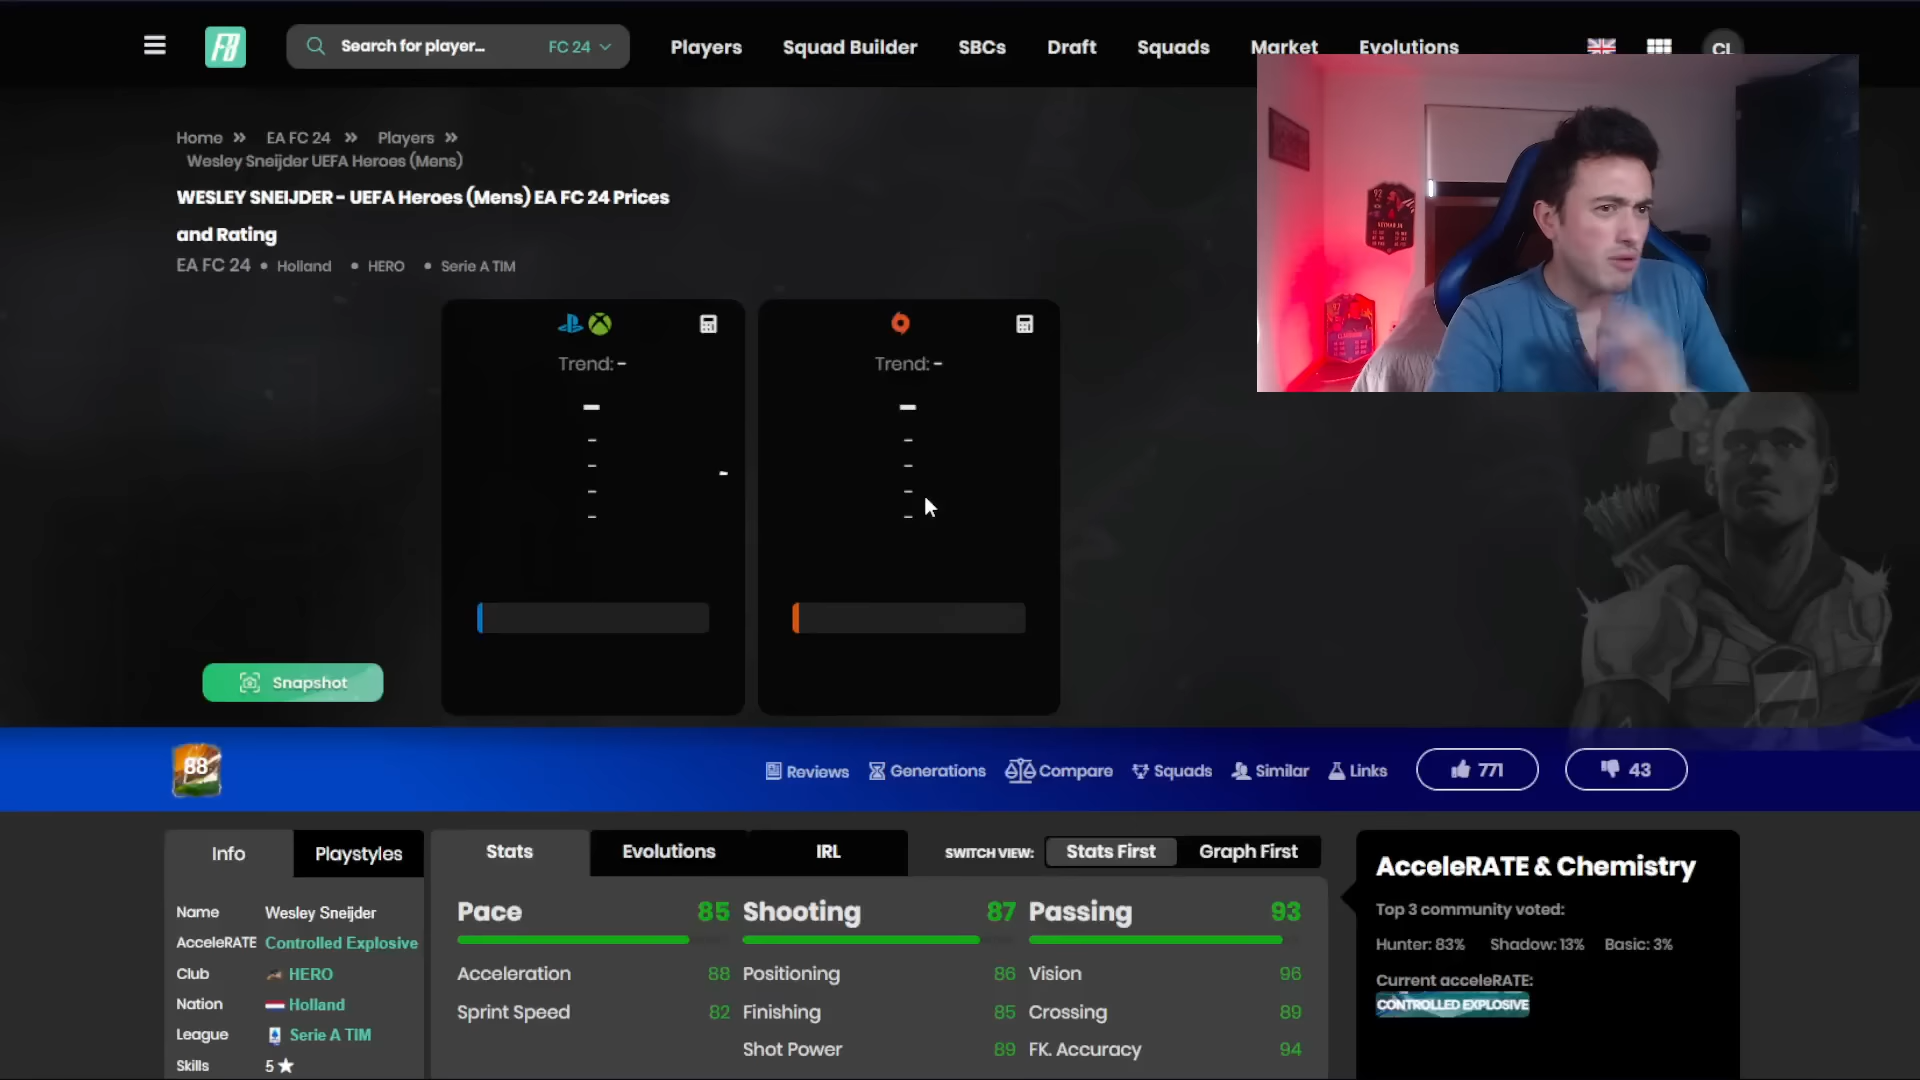 FB
Search for player...
FC 24
Players
Squad Builder
SBCs
Draft
Squads
Market
Evolutions
CL
Home » EA FC 24 » Players »
Wesley Sneijder UEFA Heroes (Mens)
WESLEY SNEIJDER - UEFA Heroes (Mens) EA FC 24 Prices
and Rating
EA FC 24 • Holland • HERO • Serie A TIM
Trend: -
-
-
-
-
-
-
Trend: -
-
-
-
-
-
Snapshot
88
Reviews
Generations
Compare
Squads
Similar
Links
771
43
Info
Playstyles
Name Wesley Sneijder
AcceleRATE Controlled Explosive
Club HERO
Nation Holland
League Serie A TIM
Skills 5
Stats
Evolutions
IRL
SWITCH VIEW:
Stats First
Graph First
Pace 85
Acceleration 88
Sprint Speed 82
Shooting 87
Positioning 86
Finishing 85
Shot Power 89
Passing 93
Vision 96
Crossing 89
FK. Accuracy 94
AcceleRATE & Chemistry
Top 3 community voted:
Hunter: 83% Shadow: 13% Basic: 3%
Current acceleRATE:
CONTROLLED EXPLOSIVE